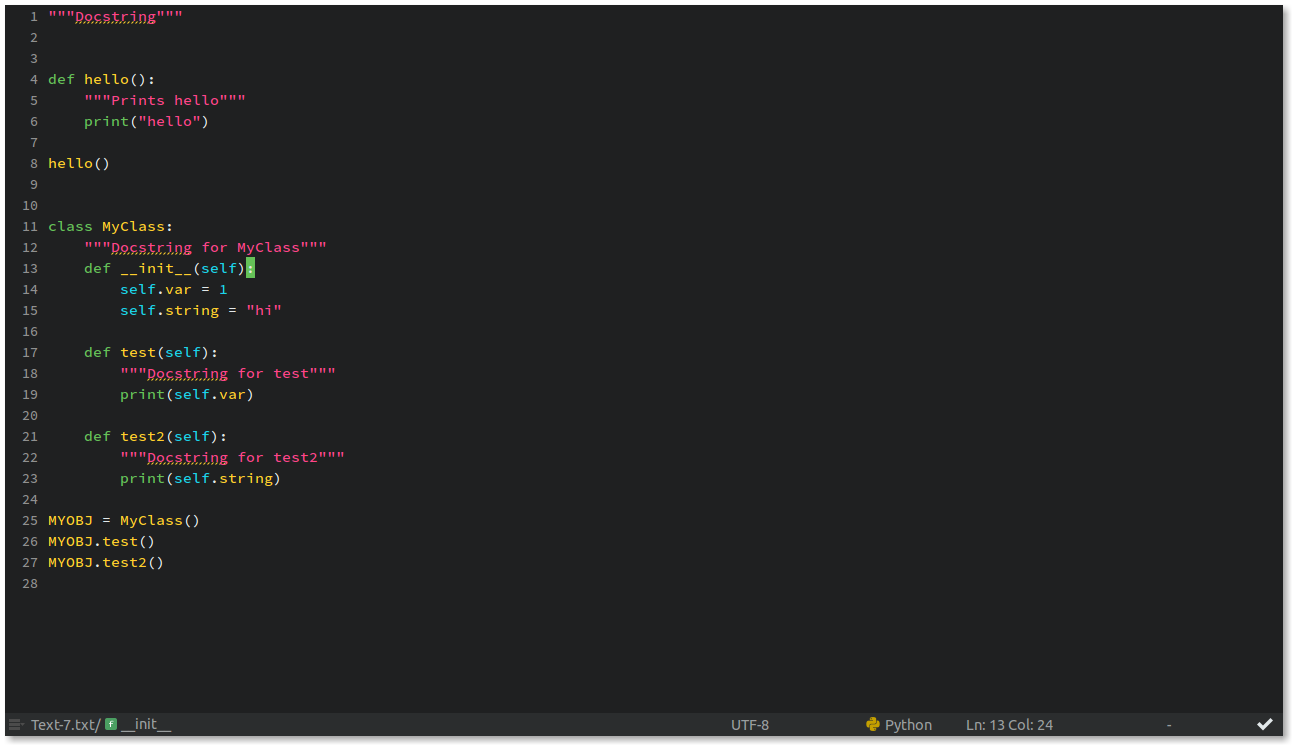 1 """Docstring"""
2
3
4 def hello():
5     """Prints hello"""
6     print("hello")
7
8 hello()
9
10
11 class MyClass:
12     """Docstring for MyClass"""
13     def __init__(self):
14         self.var = 1
15         self.string = "hi"
16
17     def test(self):
18         """Docstring for test"""
19         print(self.var)
20
21     def test2(self):
22         """Docstring for test2"""
23         print(self.string)
24
25 MYOBJ = MyClass()
26 MYOBJ.test()
27 MYOBJ.test2()
28
Text-7.txt/ f __init__ UTF-8 Python Ln: 13 Col: 24 -